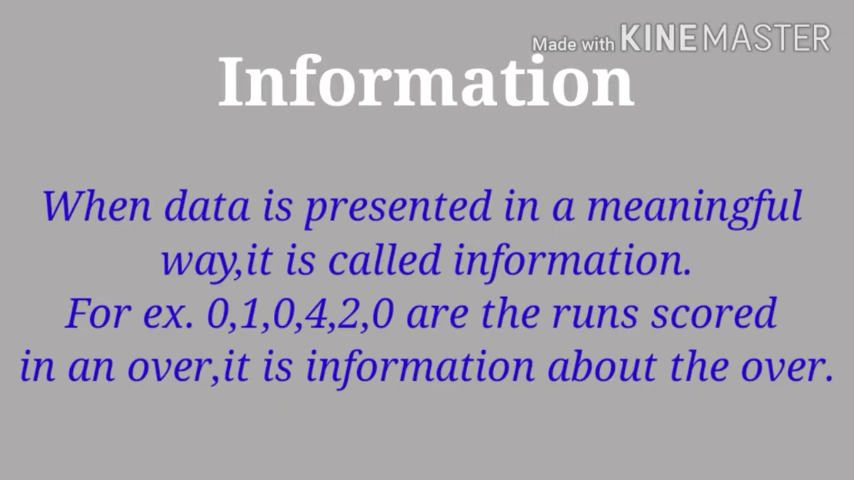 Made with KINEMASTER
Information
When data is presented in a meaningful
way,it is called information.
For ex. 0,1,0,4,2,0 are the runs scored
in an over,it is information about the over.